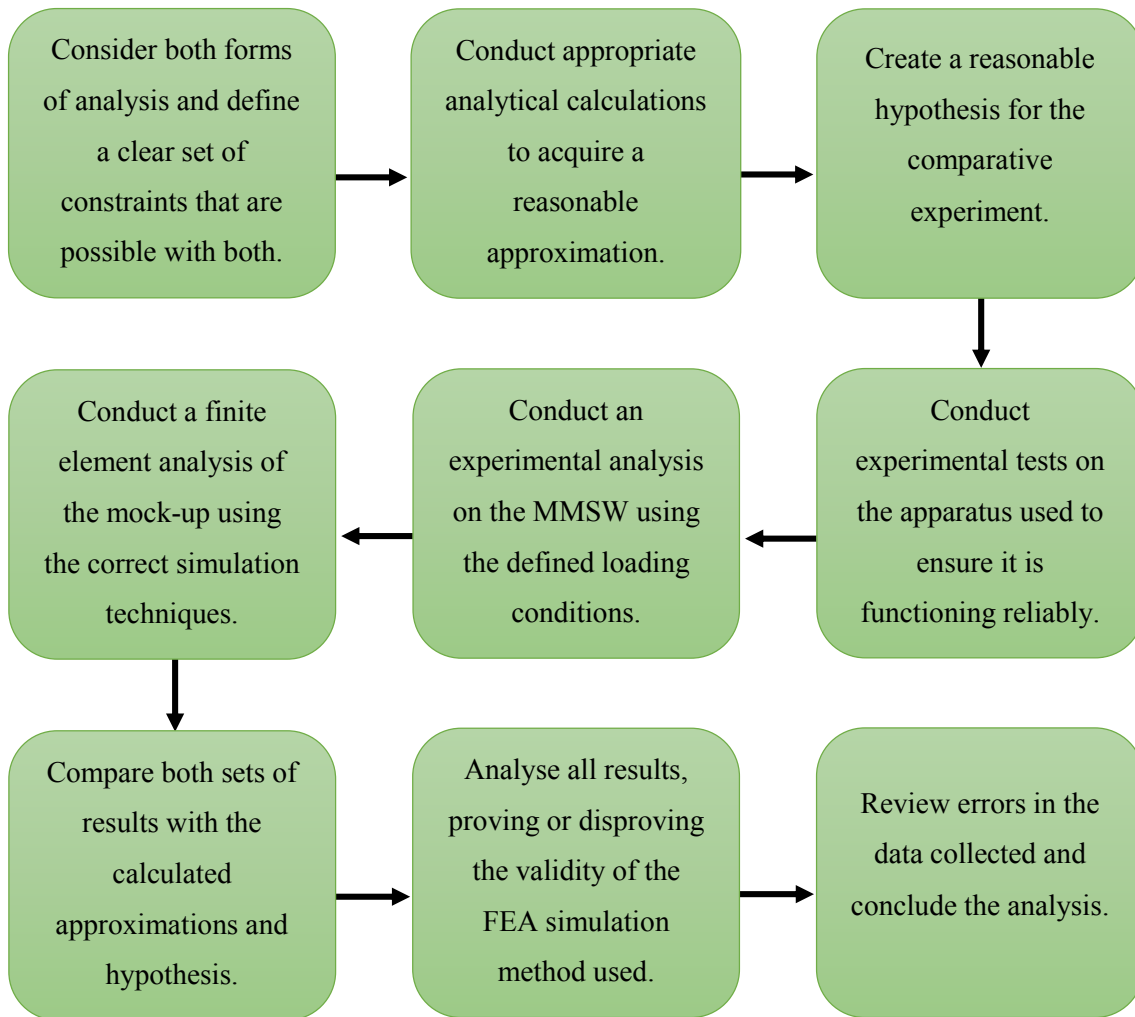 Consider both forms
of analysis and define
a clear set of
constraints that are
possible with both.
Conduct appropriate
analytical calculations
to acquire a
reasonable
approximation.
Create a reasonable
hypothesis for the
comparative
experiment.
Conduct
experimental tests on
the apparatus used to
ensure it is
functioning reliably.
Conduct an
experimental analysis
on the MMSW using
the defined loading
conditions.
Conduct a finite
element analysis of
the mock-up using
the correct simulation
techniques.
Compare both sets of
results with the
calculated
approximations and
hypothesis.
Analyse all results,
proving or disproving
the validity of the
FEA simulation
method used.
Review errors in the
data collected and
conclude the analysis.